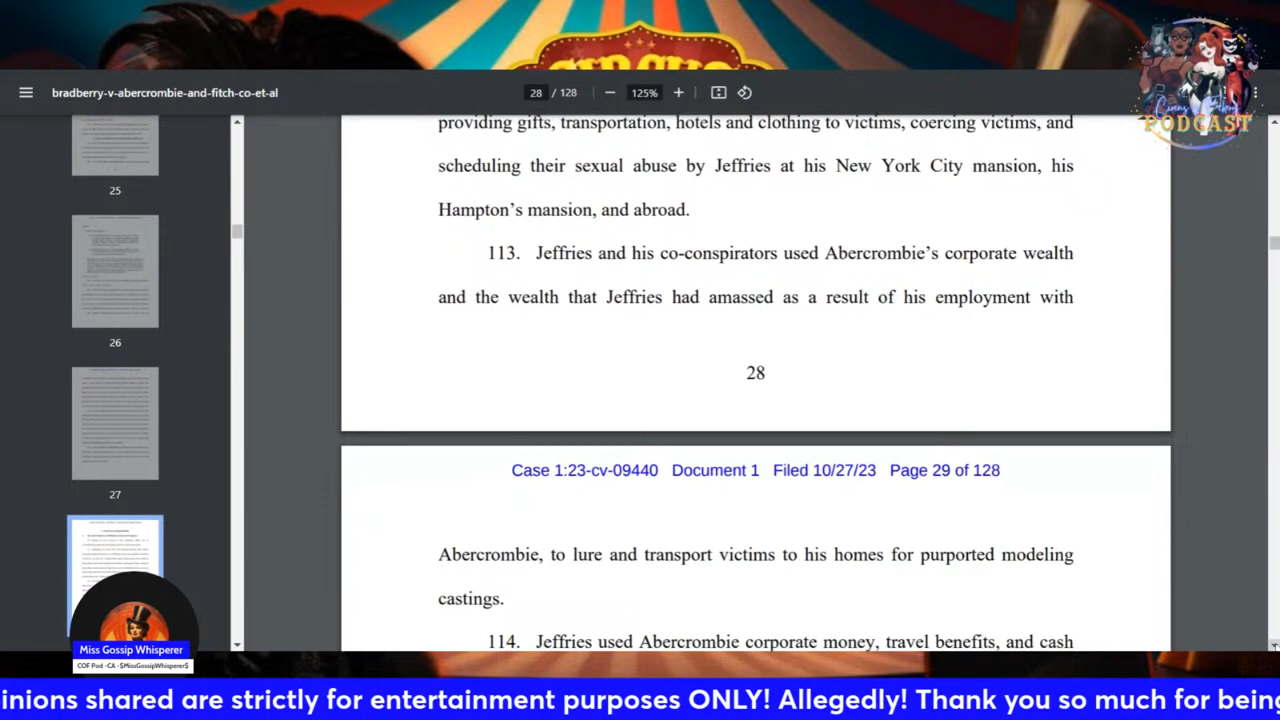 CIRCUS
bradberry-v-abercrombie-and-fitch-co-et-al
28 / 128
125%
PODCAST
providing gifts, transportation, hotels and clothing to victims, coercing victims, and
scheduling their sexual abuse by Jeffries at his New York City mansion, his
Hampton’s mansion, and abroad.
113. Jeffries and his co-conspirators used Abercrombie’s corporate wealth
and the wealth that Jeffries had amassed as a result of his employment with
28
Case 1:23-cv-09440 Document 1 Filed 10/27/23 Page 29 of 128
Abercrombie, to lure and transport victims to his homes for purported modeling
castings.
114. Jeffries used Abercrombie corporate money, travel benefits, and cash
25
26
27
Miss Gossip Whisperer
COF Pod -CA -$MissGossipWhisperer$
inions shared are strictly for entertainment purposes ONLY! Allegedly! Thank you so much for being